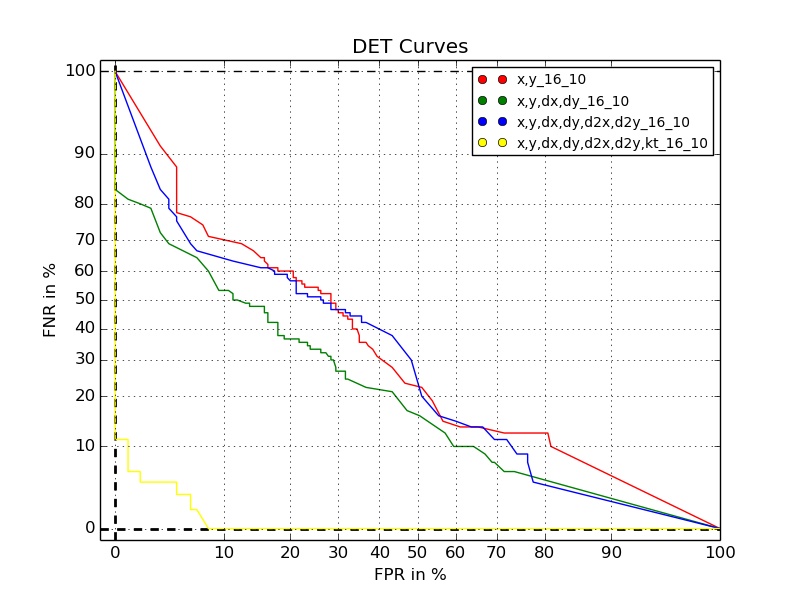 DET Curves
x,y_16_10
x,y,dx,dy_16_10
x,y,dx,dy,d2x,d2y_16_10
x,y,dx,dy,d2x,d2y,kt_16_10
100
90
80
70
60
50
40
30
20
10
0
FNR in %
0 10 20 30 40 50 60 70 80 90 100
FPR in %